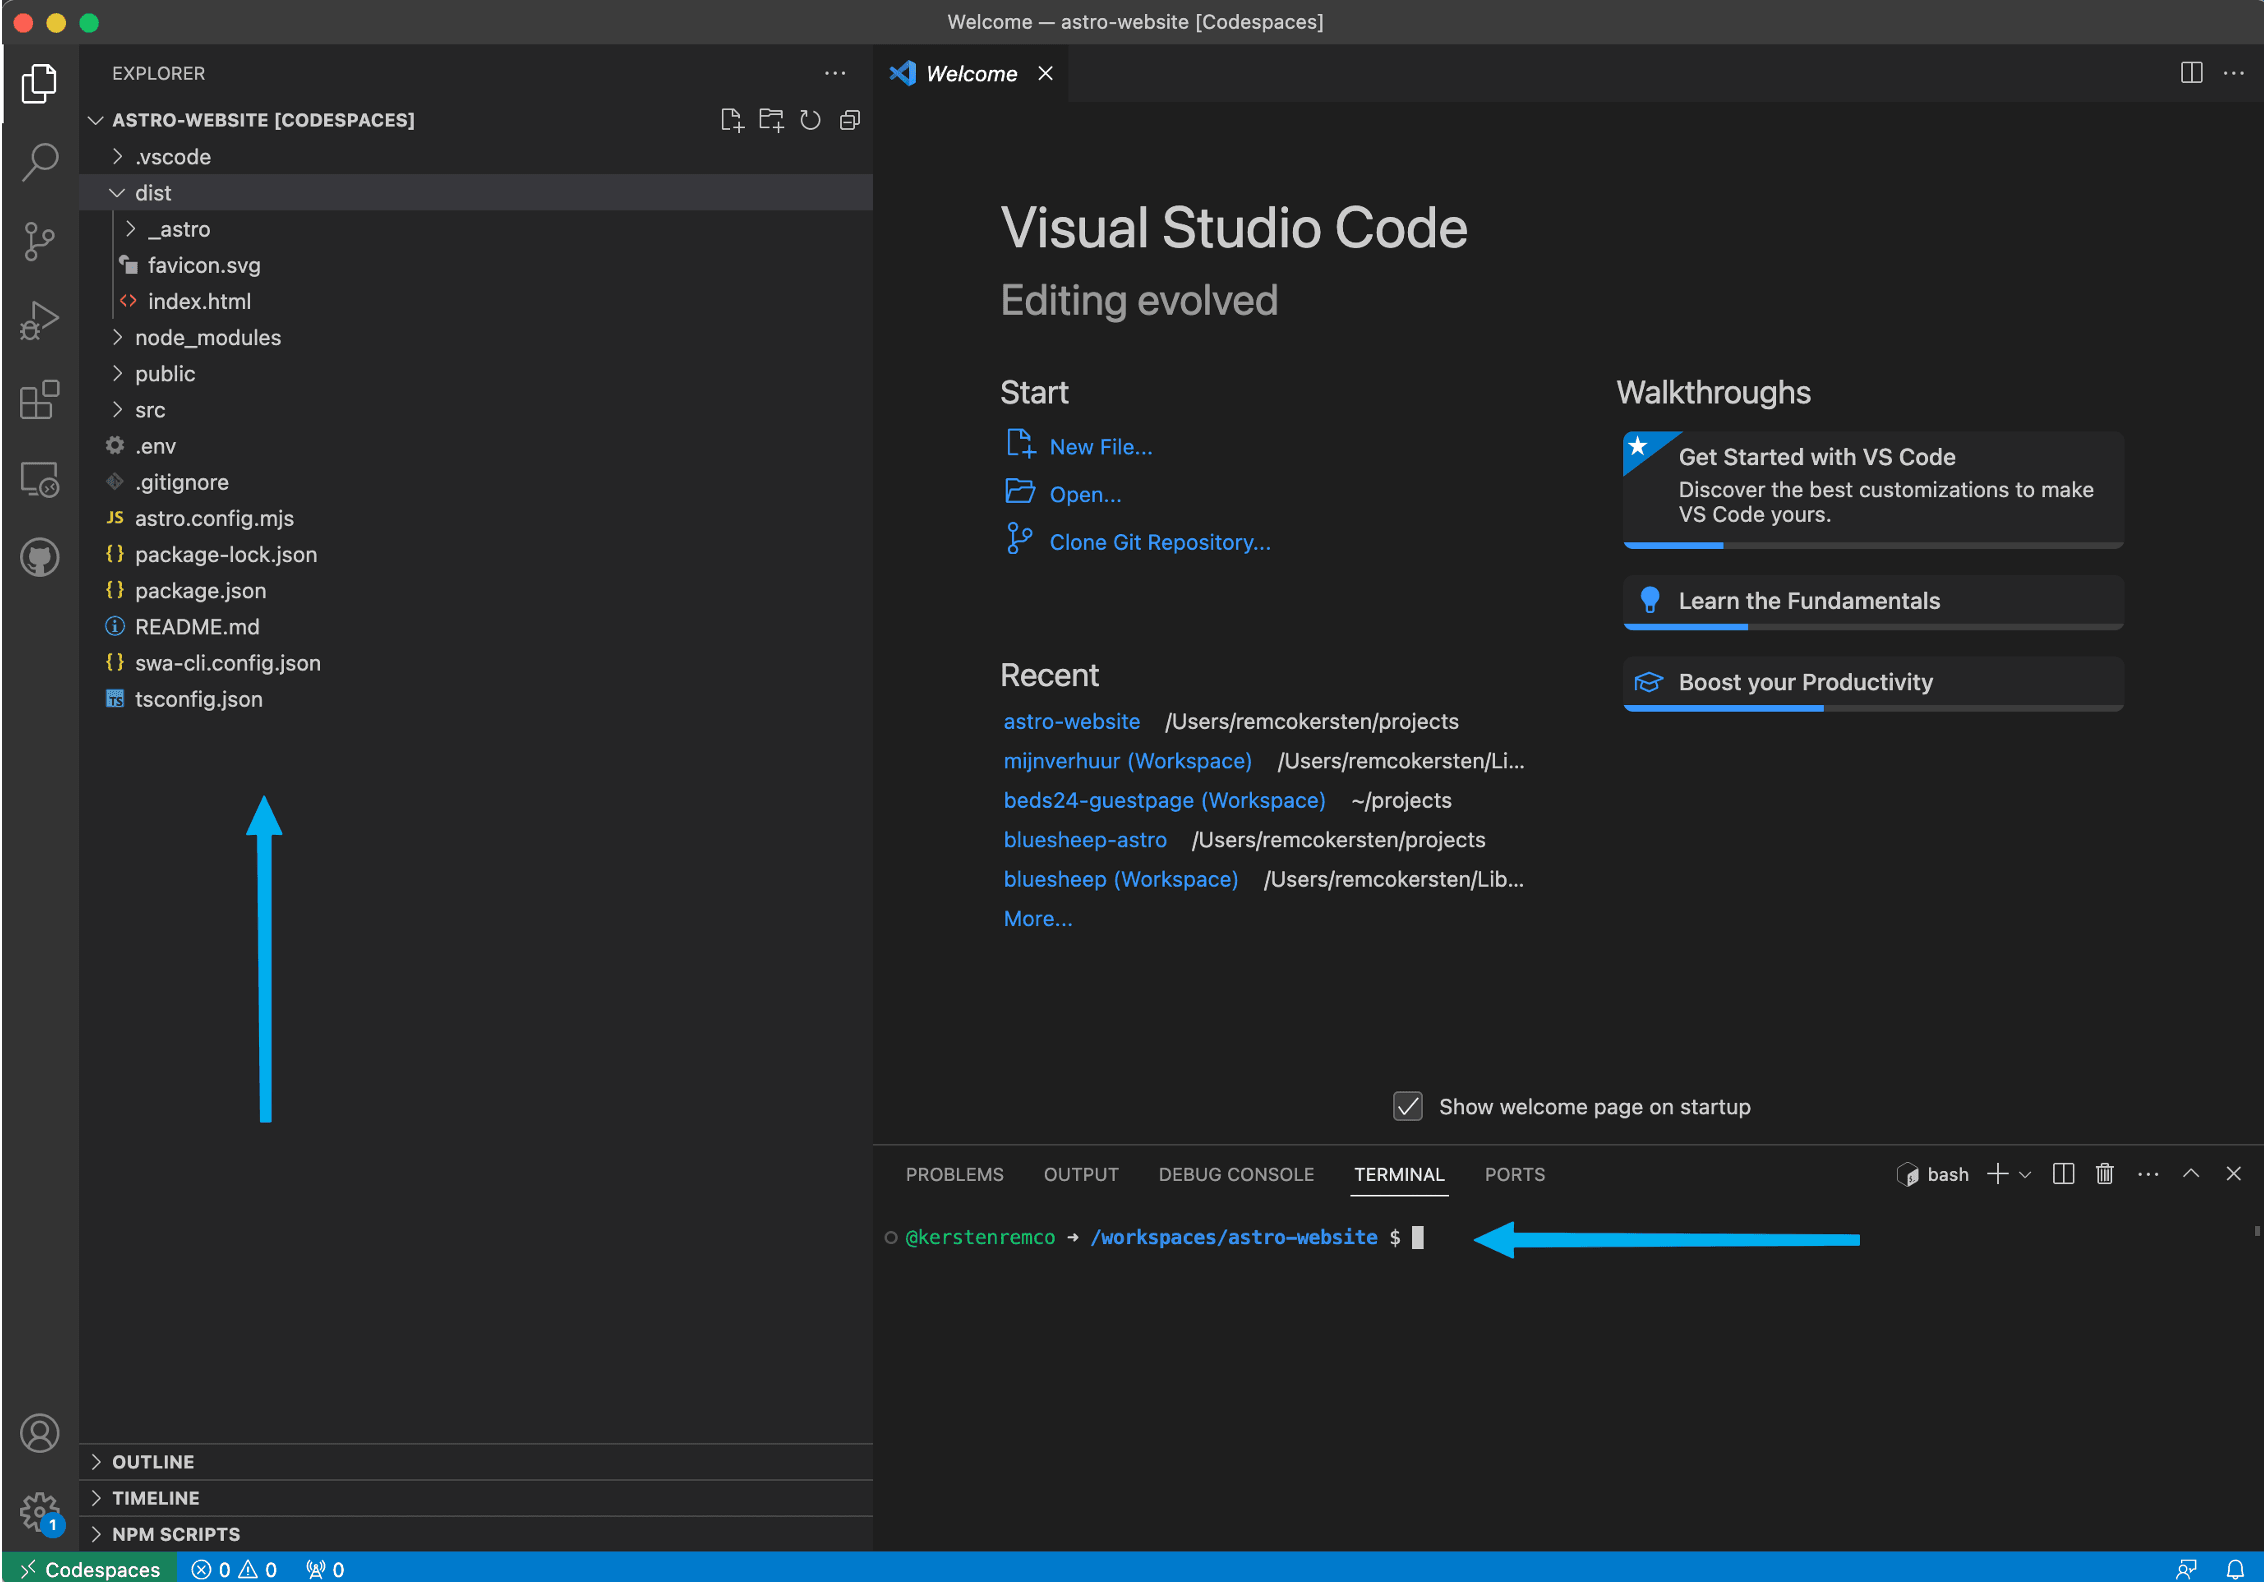 Welcome — astro-website [Codespaces]
EXPLORER
ASTRO-WEBSITE [CODESPACES]
.vscode
dist
_astro
favicon.svg
index.html
node_modules
public
src
.env
.gitignore
JS astro.config.mjs
{} package-lock.json
{} package.json
README.md
{} swa-cli.config.json
TS tsconfig.json
OUTLINE
TIMELINE
NPM SCRIPTS
1
Welcome
Visual Studio Code
Editing evolved
Start
New File...
Open...
Clone Git Repository...
Recent
astro-website /Users/remcokersten/projects
mijnverhuur (Workspace) /Users/remcokersten/Li...
beds24-guestpage (Workspace) ~/projects
bluesheep-astro /Users/remcokersten/projects
bluesheep (Workspace) /Users/remcokersten/Lib...
More...
Walkthroughs
Get Started with VS Code
Discover the best customizations to make
VS Code yours.
Learn the Fundamentals
Boost your Productivity
Show welcome page on startup
PROBLEMS OUTPUT DEBUG CONSOLE TERMINAL PORTS bash
@kerstenremco ➜ /workspaces/astro-website $
Codespaces 0 0 0